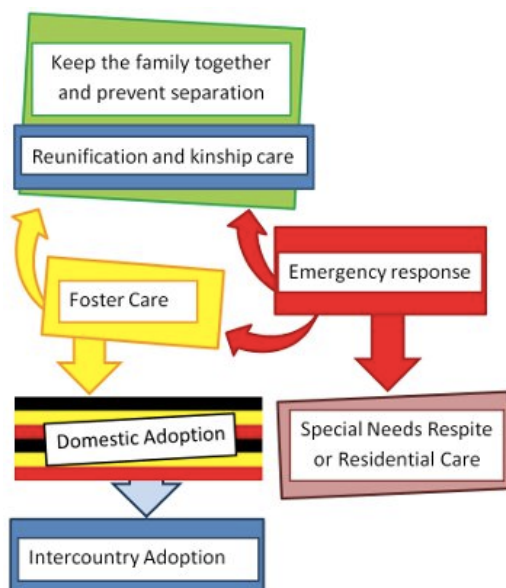 Keep the family together
and prevent separation
Reunification and kinship care
Emergency response
Foster Care
Domestic Adoption
Special Needs Respite
or Residential Care
Intercountry Adoption